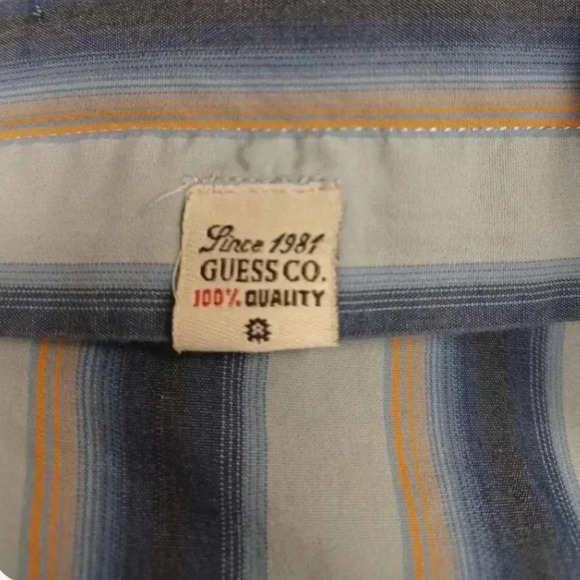 Since 1981
GUESS CO.
100% QUALITY